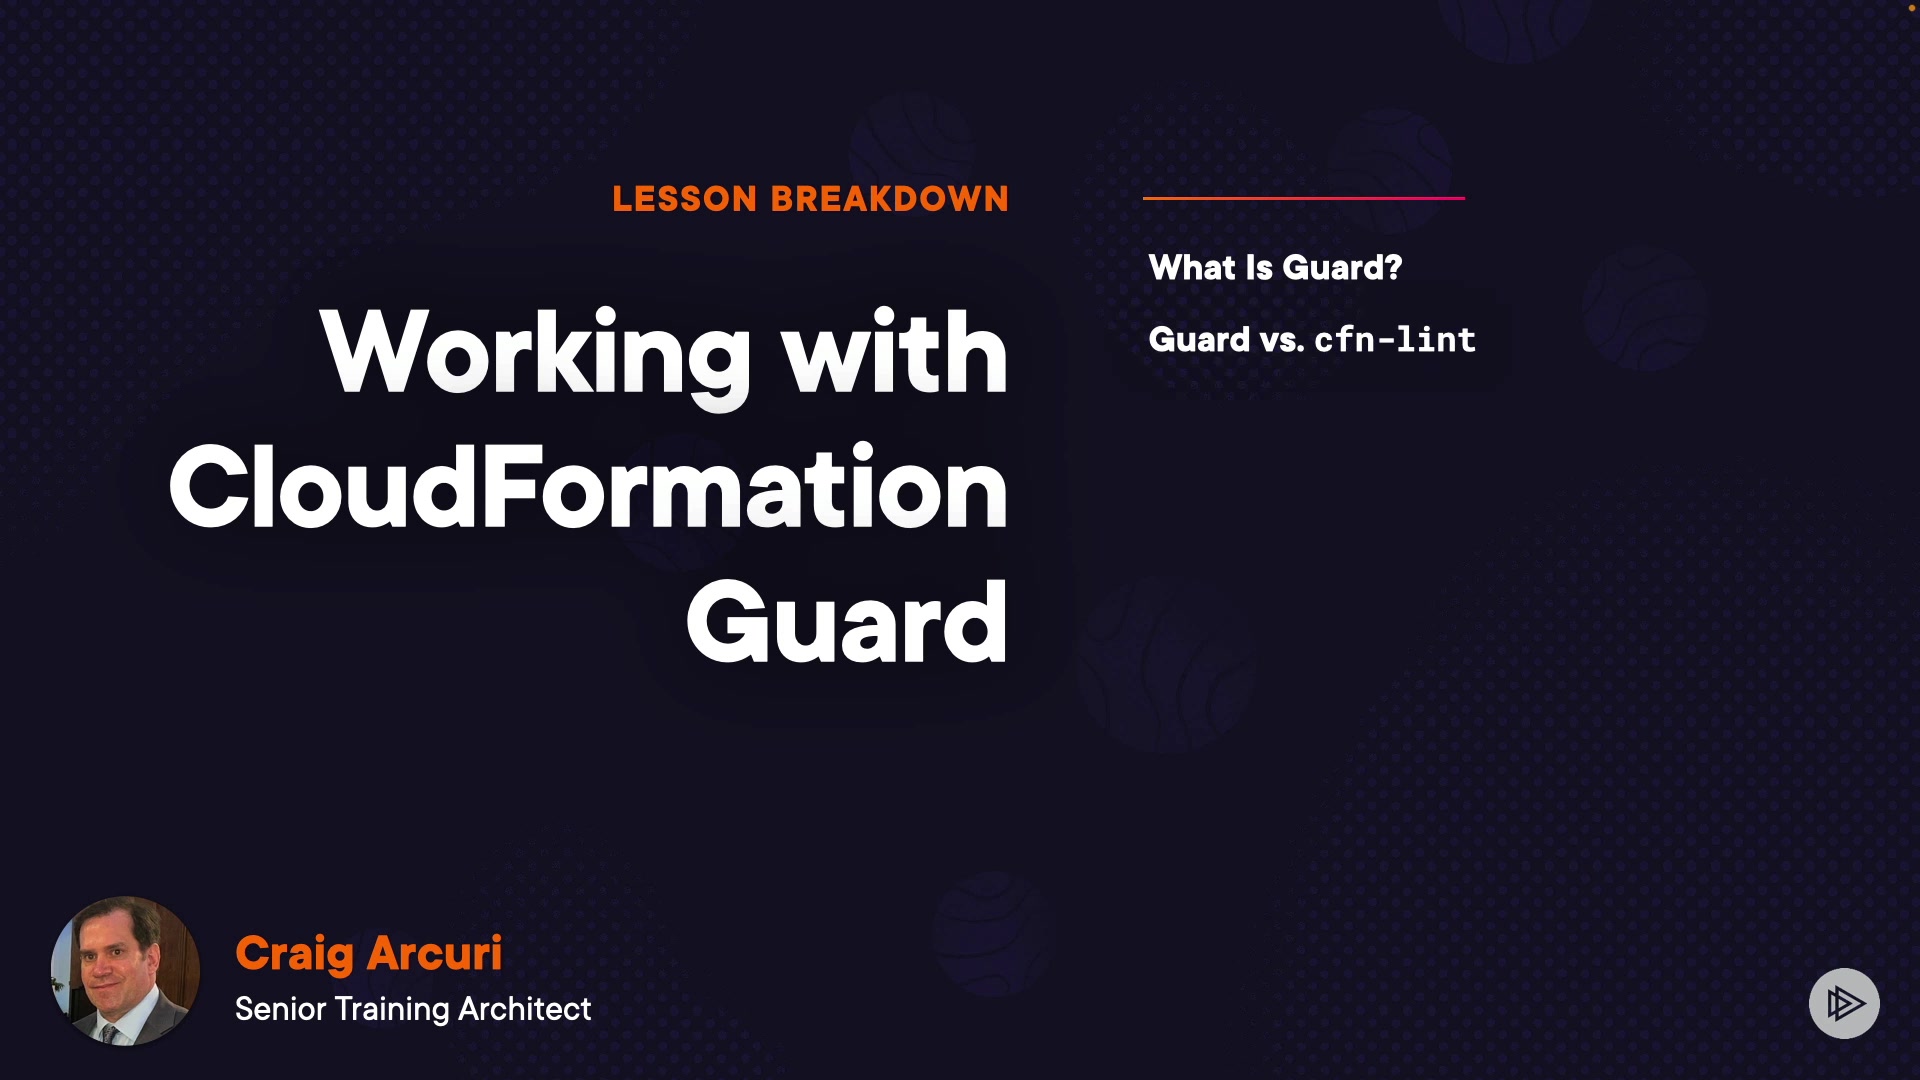 LESSON BREAKDOWN
Working with
CloudFormation
Guard
What Is Guard?
Guard vs. cfn-lint
Craig Arcuri
Senior Training Architect